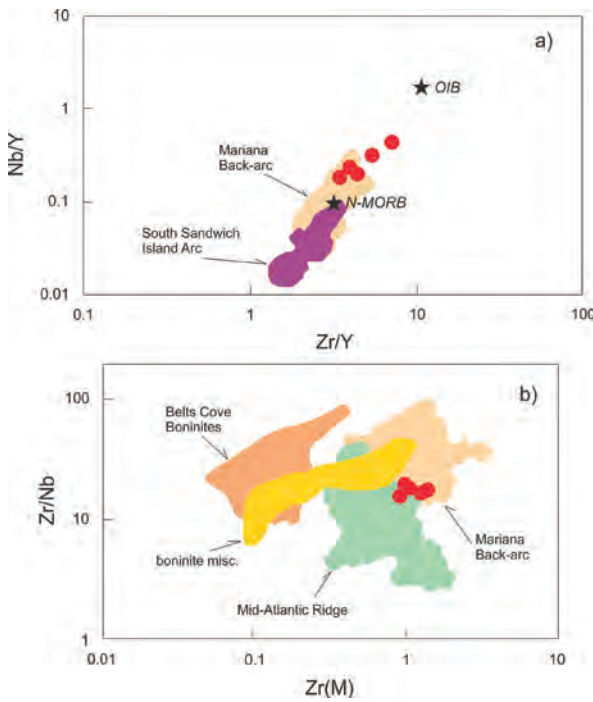 10
a)
OIB
1
Nb/Y
Mariana
Back-arc
0.1
N-MORB
South Sandwich
Island Arc
0.01
0.1
1
10
100
Zr/Y
b)
100
Belts Cove
Boninites
Zr/Nb
10
Mariana
Back-arc
boninite misc.
Mid-Atlantic Ridge
1
0.01
0.1
1
10
Zr(M)